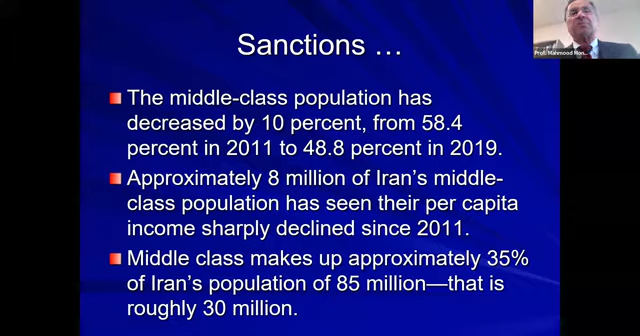 Sanctions …
The middle-class population has
decreased by 10 percent, from 58.4
percent in 2011 to 48.8 percent in 2019.
Approximately 8 million of Iran's middle-
class population has seen their per capita
income sharply declined since 2011.
Middle class makes up approximately 35%
of Iran's population of 85 million—that is
roughly 30 million.
Prof. Mahmood Mon...